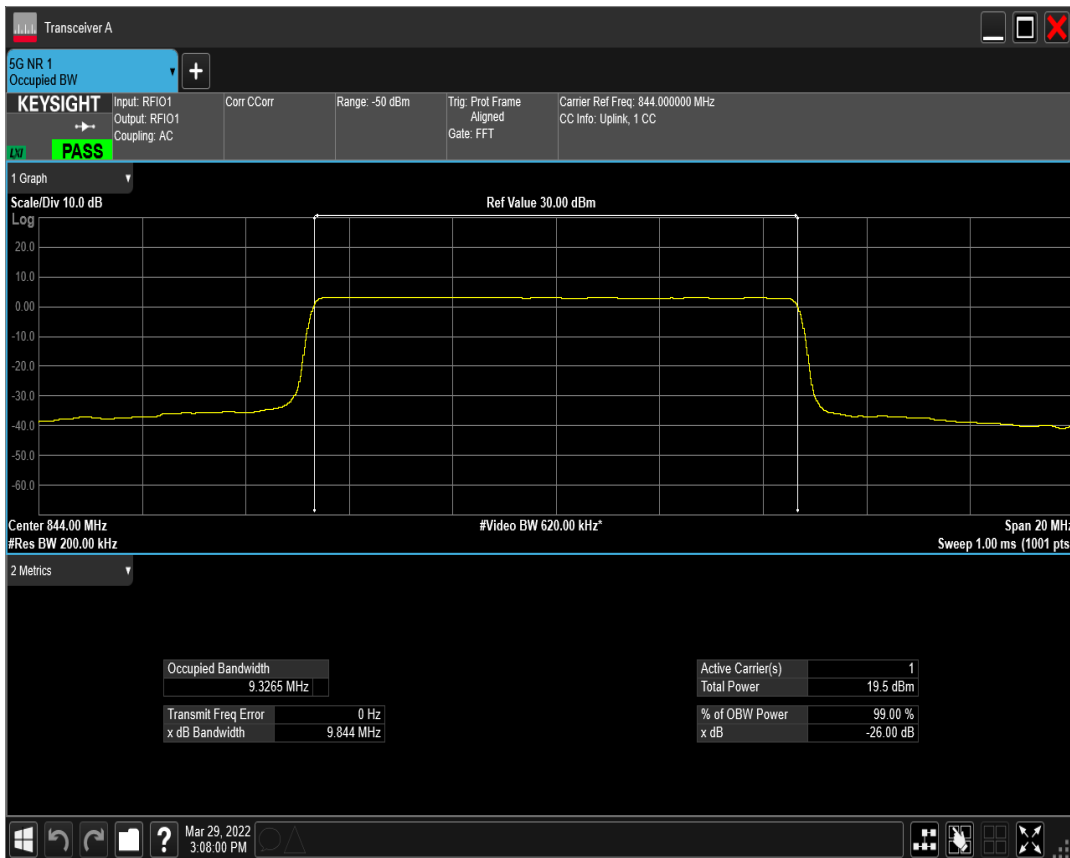 Transceiver A
5G NR 1
Occupied BW
+
KEYSIGHT
LXI
PASS
Input: RFIO1
Output: RFIO1
Coupling: AC
Corr CCorr
Range: -50 dBm
Trig: Prot Frame
Aligned
Gate: FFT
Carrier Ref Freq: 844.000000 MHz
CC Info: Uplink, 1 CC
1 Graph
Scale/Div 10.0 dB
Ref Value 30.00 dBm
Log
20.0
10.0
0.00
-10.0
-20.0
-30.0
-40.0
-50.0
-60.0
Center 844.00 MHz
#Video BW 620.00 kHz*
Span 20 MHz
#Res BW 200.00 kHz
Sweep 1.00 ms (1001 pts
2 Metrics
Occupied Bandwidth
9.3265 MHz
Transmit Freq Error 0 Hz
x dB Bandwidth 9.844 MHz
Active Carrier(s) 1
Total Power 19.5 dBm
% of OBW Power 99.00 %
x dB -26.00 dB
?
Mar 29, 2022
3:08:00 PM